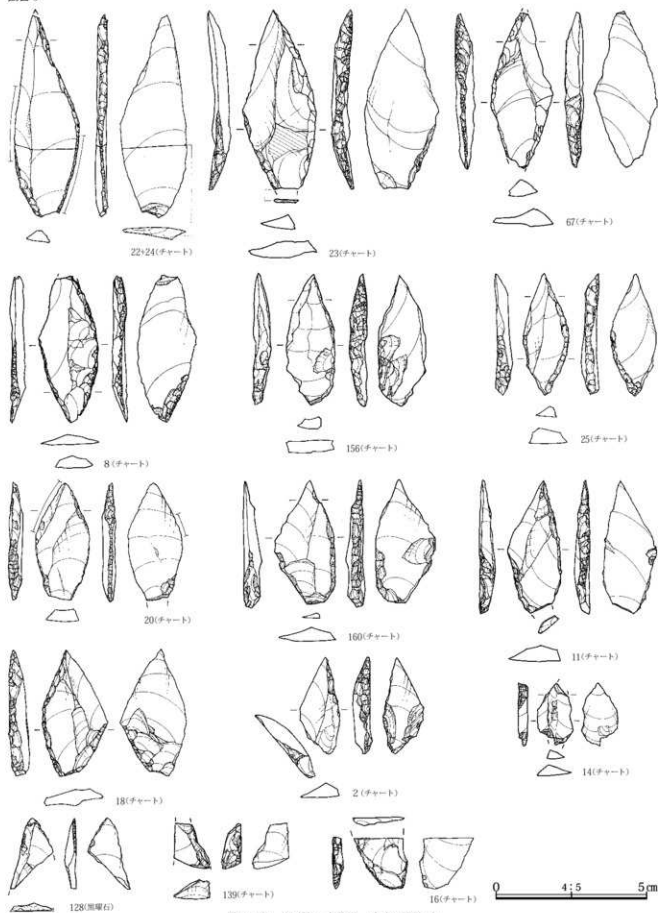 22+24(チャート)
23(チャート)
67(チャート)
8(チャート)
156(チャート)
25(チャート)
20(チャート)
160(チャート)
11(チャート)
18(チャート)
2(チャート)
14(チャート)
128(黒曜石)
139(チャート)
16(チャート)
0 4:5 5cm